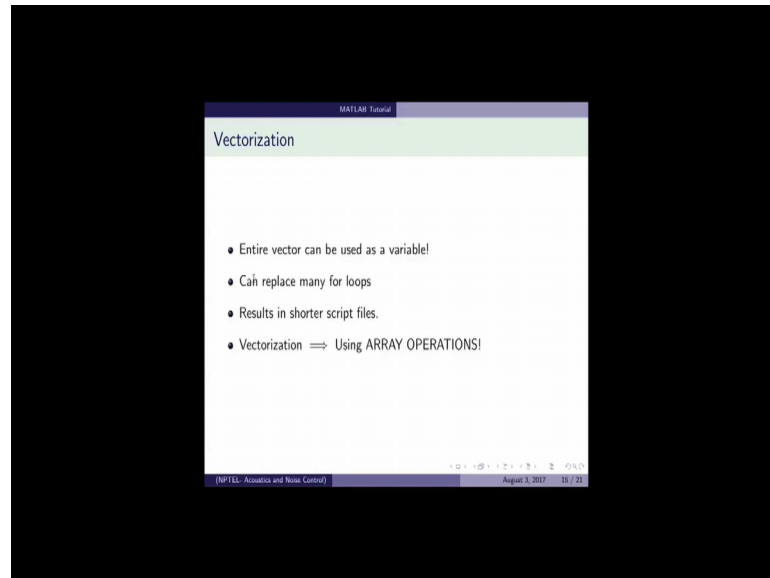 MATLAB Tutorial
Vectorization
Entire vector can be used as a variable!
Can replace many for loops
Results in shorter script files.
Vectorization ⟹ Using ARRAY OPERATIONS!
(NPTEL- Acoustics and Noise Control) August 3, 2017 15 / 21